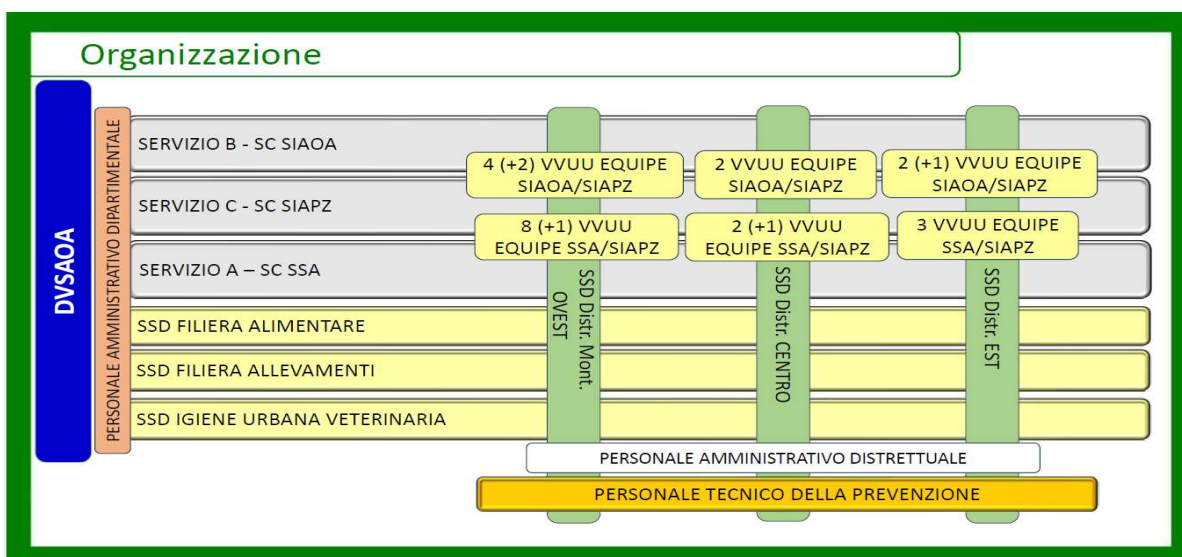 Organizzazione
DVSAOA
PERSONALE AMMINISTRATIVO DIPARTIMENTALE
SERVIZIO B - SC SIAOA
4 (+2) VVUU EQUIPE
SIAOA/SIAPZ
2 VVUU EQUIPE
SIAOA/SIAPZ
2 (+1) VVUU EQUIPE
SIAOA/SIAPZ
SERVIZIO C - SC SIAPZ
8 (+1) VVUU
EQUIPE SSA/SIAPZ
2 (+1) VVUU
EQUIPE SSA/SIAPZ
3 VVUU EQUIPE
SSA/SIAPZ
SERVIZIO A – SC SSA
SSD Distr. Mont.
OVEST
SSD Distr. CENTRO
SSD Distr. EST
SSD FILIERA ALIMENTARE
SSD FILIERA ALLEVAMENTI
SSD IGIENE URBANA VETERINARIA
PERSONALE AMMINISTRATIVO DISTRETTUALE
PERSONALE TECNICO DELLA PREVENZIONE